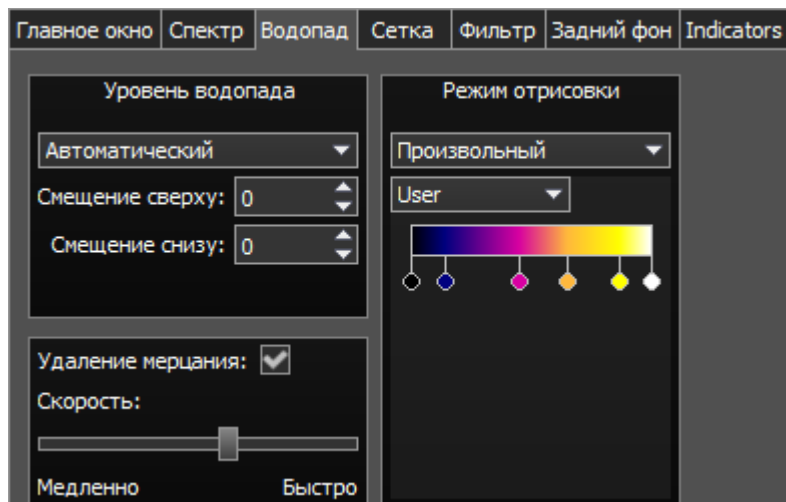 Главное окно Спектр Водопад Сетка Фильтр Задний фон Indicators
Уровень водопада
Автоматический
Смещение сверху: 0
Смещение снизу: 0
Удаление мерцания:
Скорость:
Медленно Быстро
Режим отрисовки
Произвольный
User